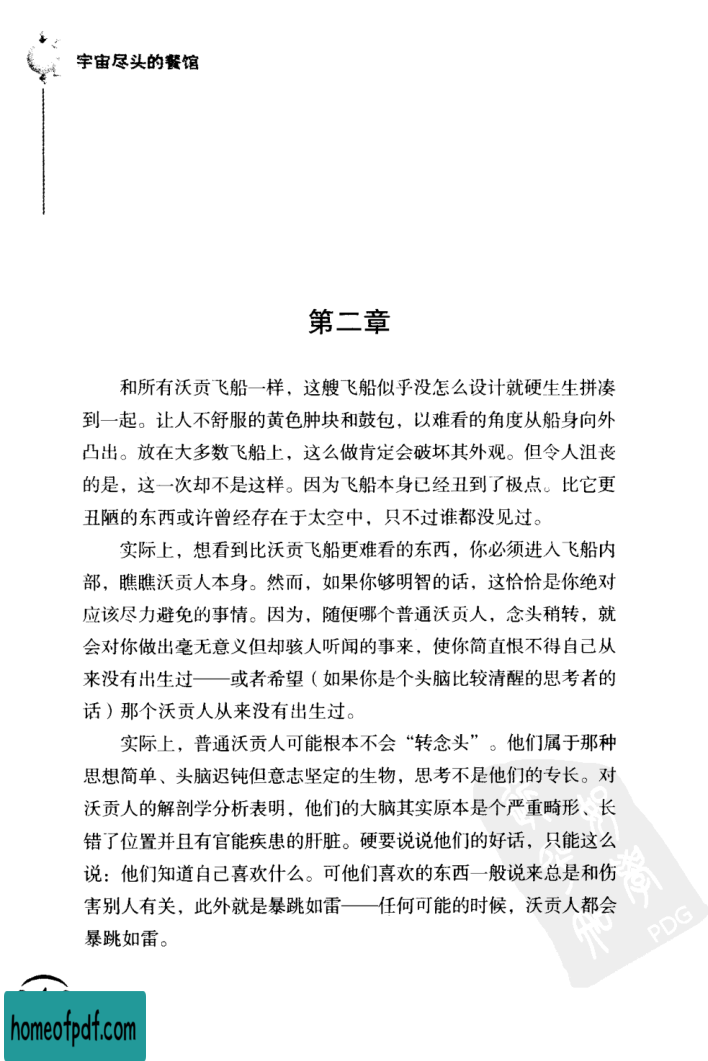 宇宙尽头的餐馆
第二章
和所有沃贡飞船一样，这艘飞船似乎没怎么设计就硬生生拼凑
到一起。让人不舒服的黄色肿块和鼓包，以难看的角度从船身向外
凸出。放在大多数飞船上，这么做肯定会破坏其外观。但令人沮丧
的是，这一次却不是这样。因为飞船本身已经丑到了极点。比它更
丑陋的东西或许曾经存在于太空中，只不过谁都没见过。
实际上，想看到比沃贡飞船更难看的东西，你必须进入飞船内
部，瞧瞧沃贡人本身。然而，如果你够明智的话，这恰恰是你绝对
应该尽力避免的事情。因为，随便哪个普通沃贡人，念头稍转，就
会对你做出毫无意义但却骇人听闻的事来，使你简直恨不得自己从
来没有出生过——或者希望（如果你是个头脑比较清醒的思考者的
话）那个沃贡人从来没有出生过。
实际上，普通沃贡人可能根本不会“转念头”。他们属于那种
思想简单、头脑迟钝但意志坚定的生物，思考不是他们的专长。对
沃贡人的解剖学分析表明，他们的大脑其实原本是个严重畸形、长
错了位置并且有官能疾患的肝脏。硬要说说他们的好话，只能这么
说：他们知道自己喜欢什么。可他们喜欢的东西一般说来总是和伤
害别人有关，此外就是暴跳如雷——任何可能的时候，沃贡人都会
暴跳如雷。
PDG
homeofpdf.com